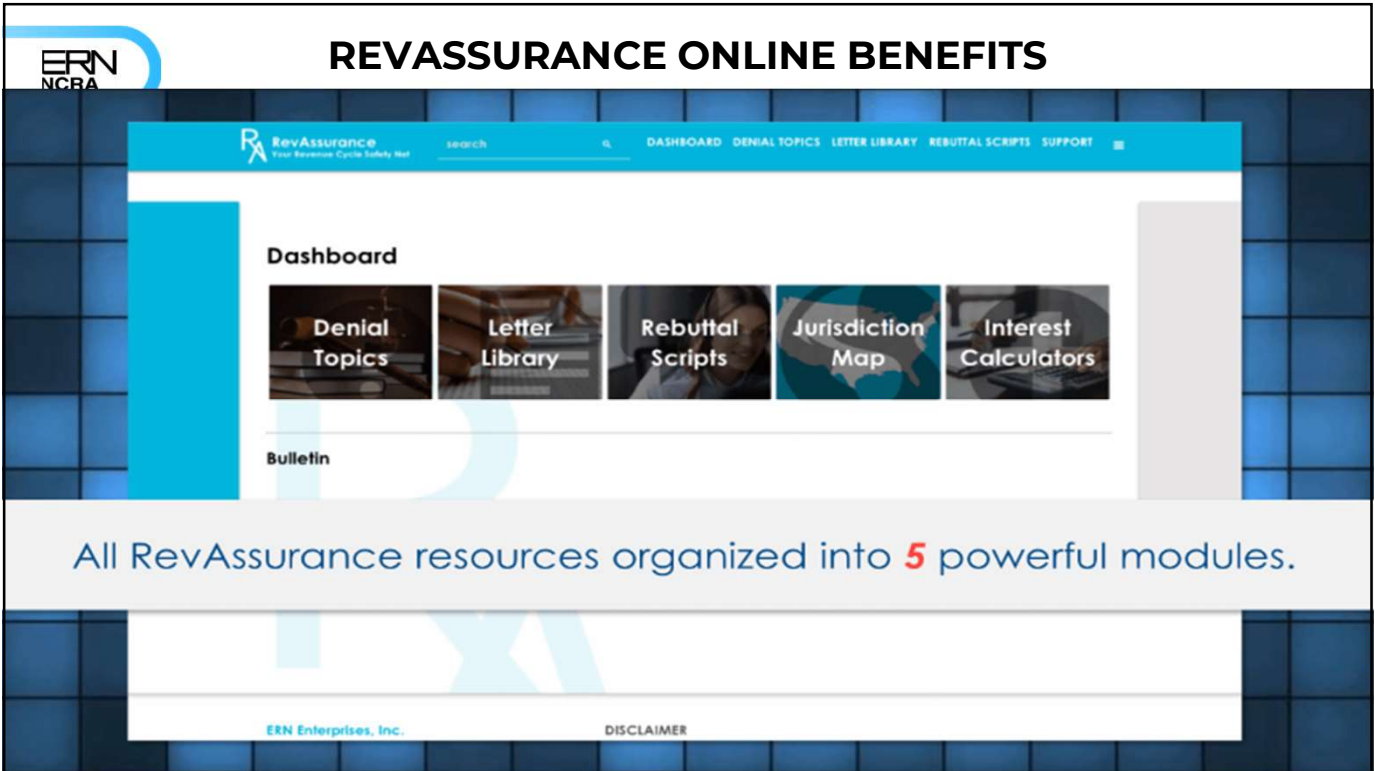 ERN
NCRA
REVASSURANCE ONLINE BENEFITS
RA RevAssurance
Your Revenue Cycle Safety Net
search
DASHBOARD DENIAL TOPICS LETTER LIBRARY REBUTTAL SCRIPTS SUPPORT
Dashboard
Denial
Topics
Letter
Library
Rebuttal
Scripts
Jurisdiction
Map
Interest
Calculators
Bulletin
All RevAssurance resources organized into 5 powerful modules.
ERN Enterprises, Inc.
DISCLAIMER